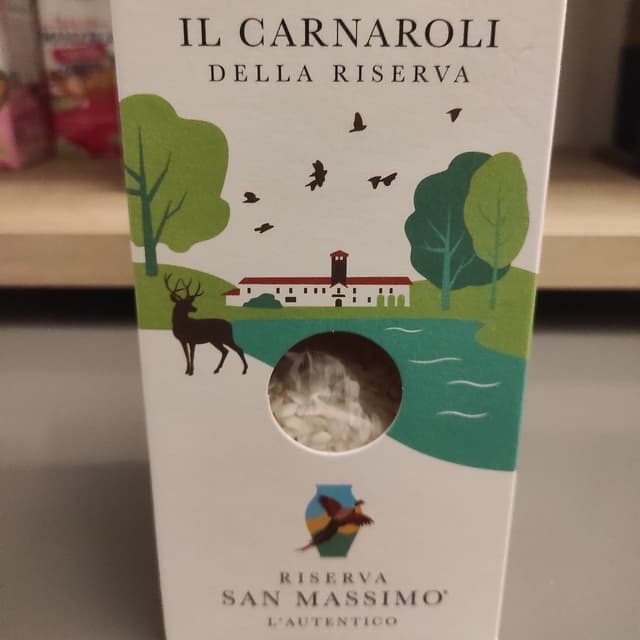 IL CARNAROLI
DELLA RISERVA
RISERVA
SAN MASSIMO®
L'AUTENTICO